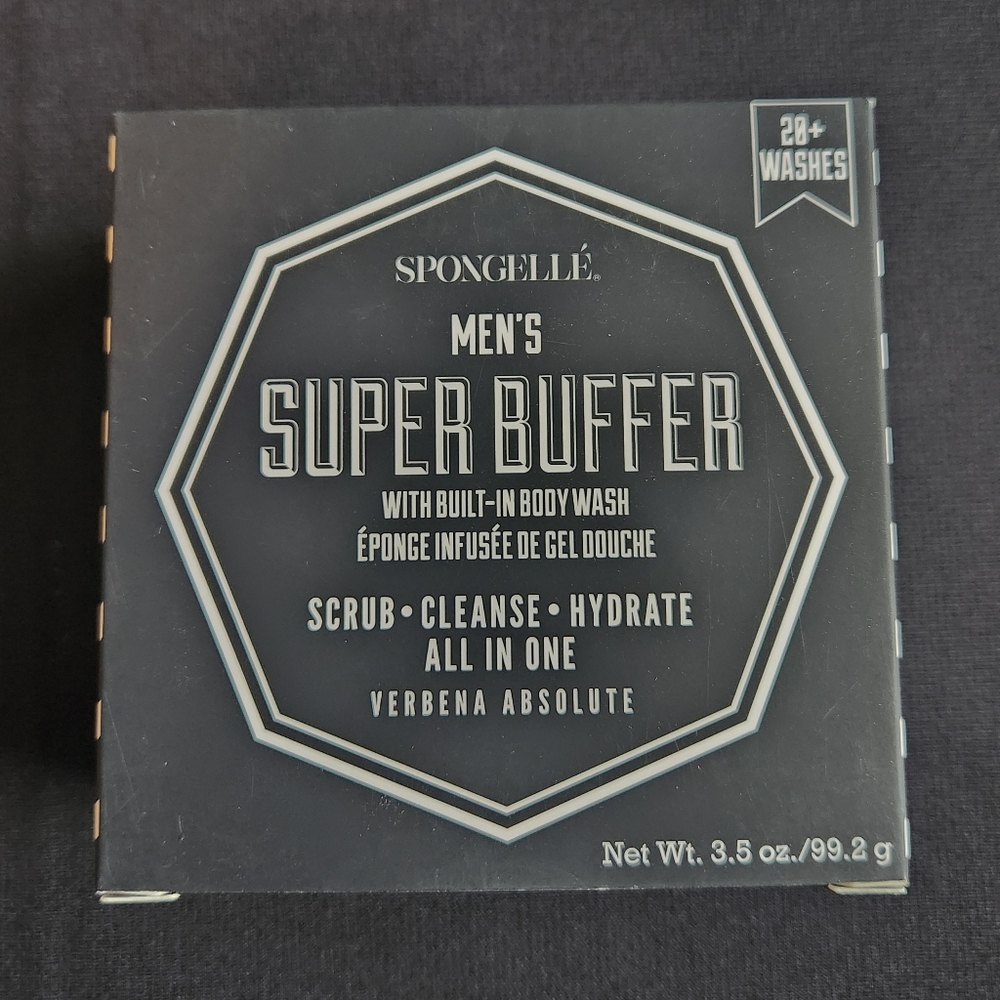 20+
WASHES
SPONGELLÉ®
MEN'S
SUPER BUFFER
WITH BUILT-IN BODY WASH
ÉPONGE INFUSÉE DE GEL DOUCHE
SCRUB • CLEANSE • HYDRATE
ALL IN ONE
VERBENA ABSOLUTE
Net Wt. 3.5 oz./99.2 g